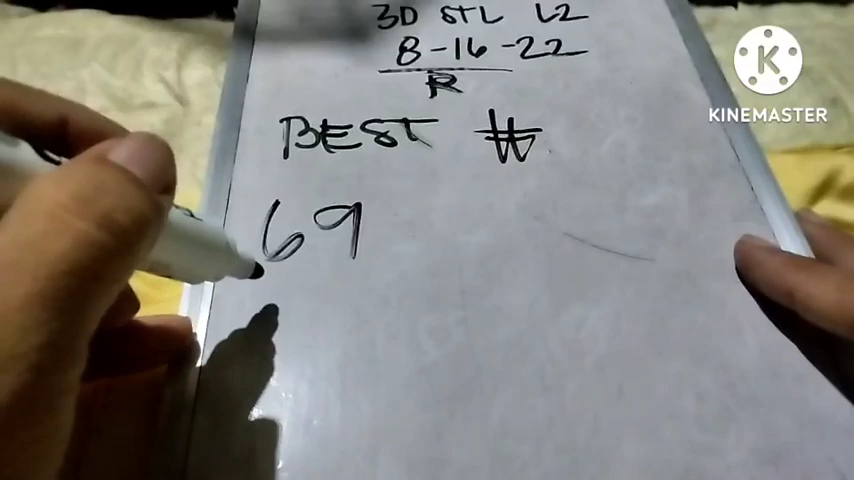 3D STL L2
8-16-22
R
BEST ₩
69
K
KINEMASTER